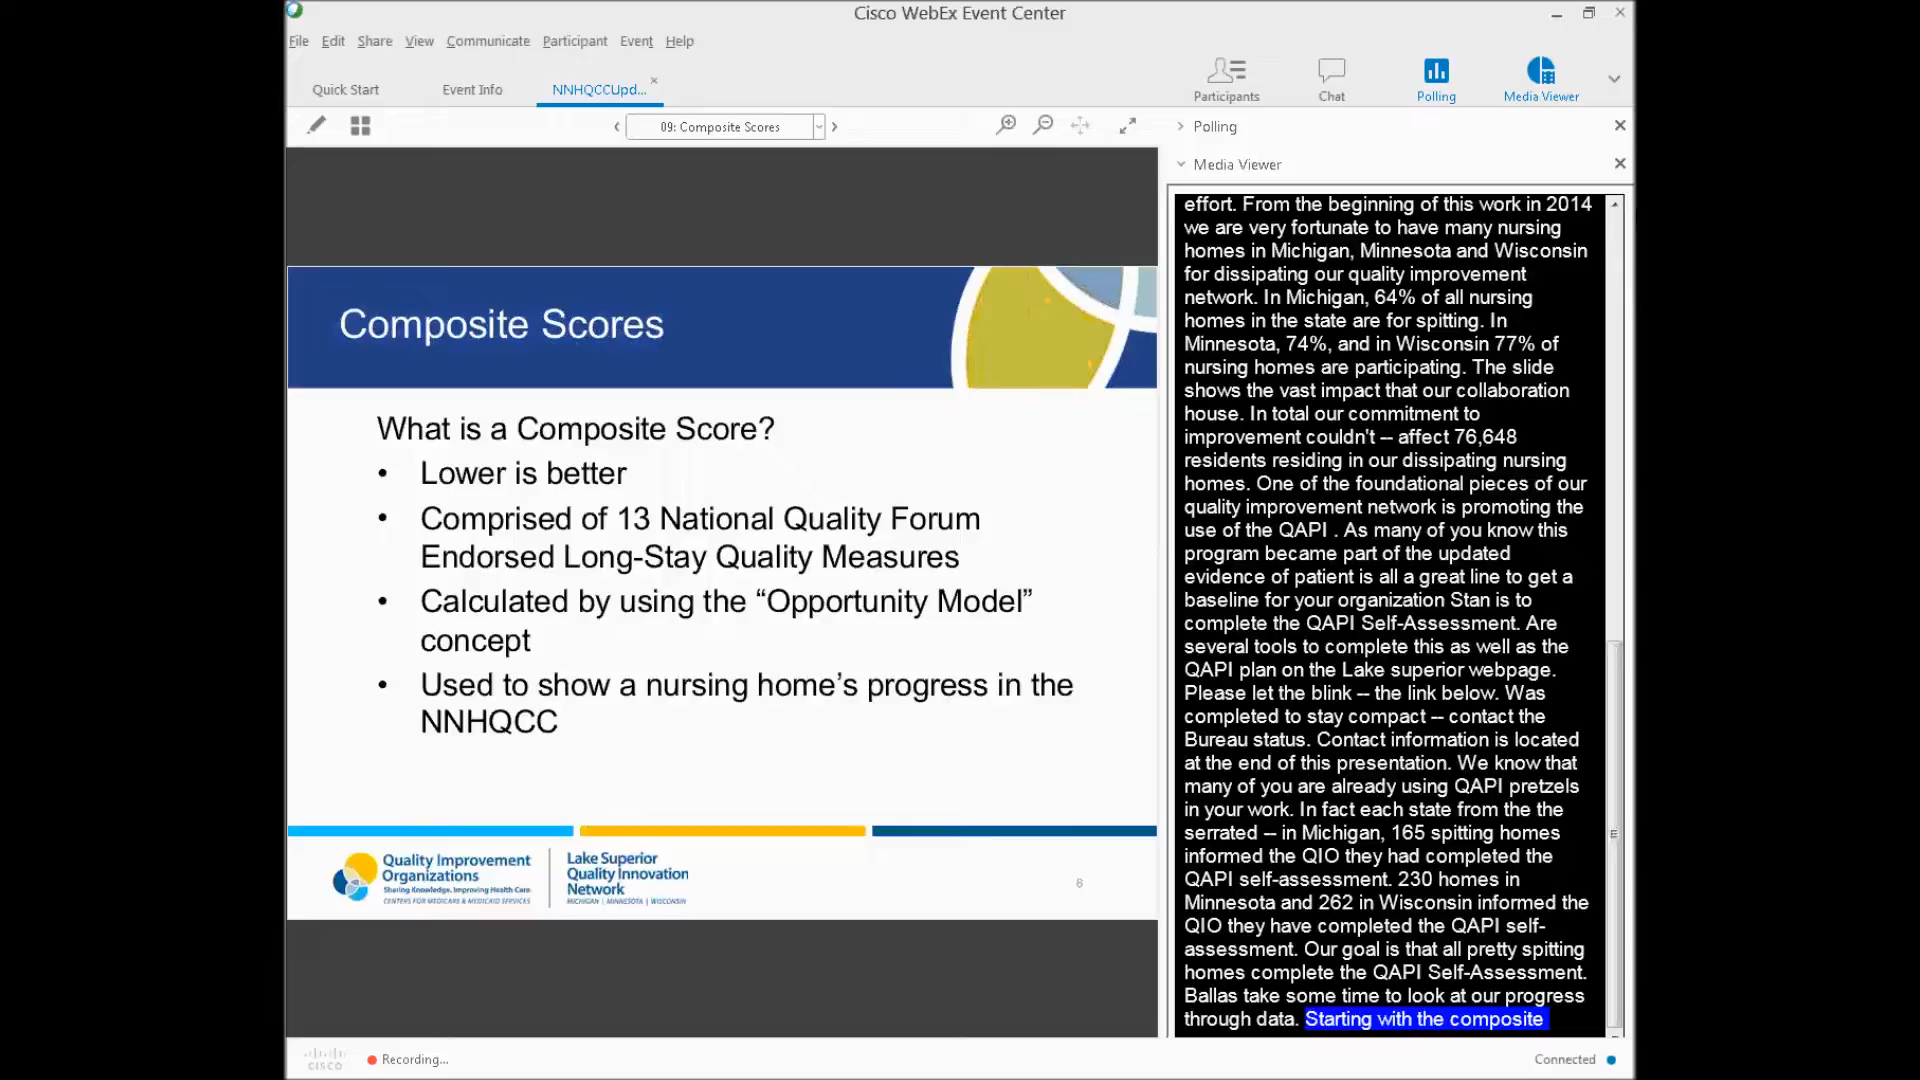 Cisco WebEx Event Center
File Edit Share View Communicate Participant Event Help
Quick Start Event Info NNHQCCUpd...
Participants Chat Polling Media Viewer
09: Composite Scores
Polling
Media Viewer
Composite Scores
What is a Composite Score?
• Lower is better
• Comprised of 13 National Quality Forum
Endorsed Long-Stay Quality Measures
• Calculated by using the “Opportunity Model”
concept
• Used to show a nursing home’s progress in the
NNHQCC
Quality Improvement
Organizations
Sharing Knowledge. Improving Health Care.
CENTERS FOR MEDICARE & MEDICAID SERVICES
Lake Superior
Quality Innovation
Network
MICHIGAN | MINNESOTA | WISCONSIN
8
effort. From the beginning of this work in 2014
we are very fortunate to have many nursing
homes in Michigan, Minnesota and Wisconsin
for dissipating our quality improvement
network. In Michigan, 64% of all nursing
homes in the state are for spitting. In
Minnesota, 74%, and in Wisconsin 77% of
nursing homes are participating. The slide
shows the vast impact that our collaboration
house. In total our commitment to
improvement couldn't -- affect 76,648
residents residing in our dissipating nursing
homes. One of the foundational pieces of our
quality improvement network is promoting the
use of the QAPI . As many of you know this
program became part of the updated
evidence of patient is all a great line to get a
baseline for your organization Stan is to
complete the QAPI Self-Assessment. Are
several tools to complete this as well as the
QAPI plan on the Lake superior webpage.
Please let the blink -- the link below. Was
completed to stay compact -- contact the
Bureau status. Contact information is located
at the end of this presentation. We know that
many of you are already using QAPI pretzels
in your work. In fact each state from the the
serrated -- in Michigan, 165 spitting homes
informed the QIO they had completed the
QAPI self-assessment. 230 homes in
Minnesota and 262 in Wisconsin informed the
QIO they have completed the QAPI self-
assessment. Our goal is that all pretty spitting
homes complete the QAPI Self-Assessment.
Ballas take some time to look at our progress
through data. Starting with the composite
cisco
Recording...
Connected